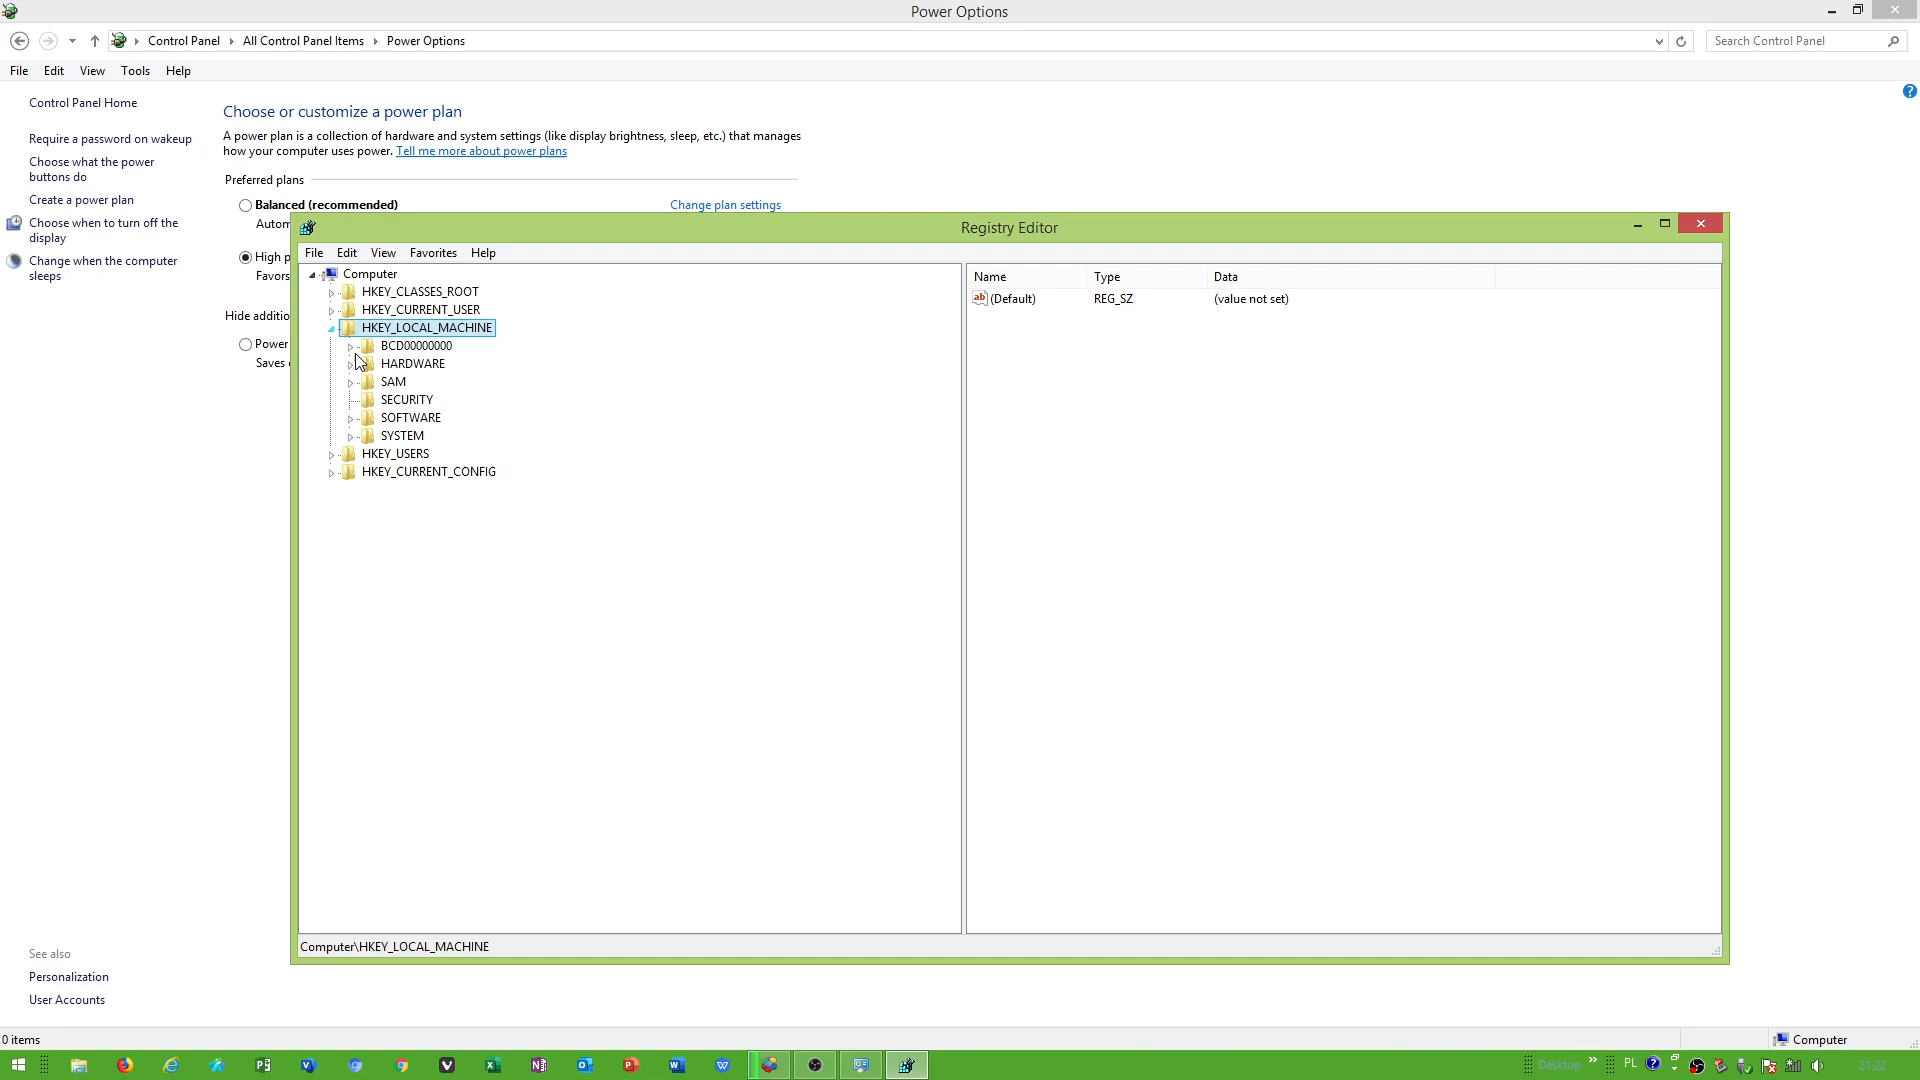 Power Options
Control Panel
All Control Panel Items
Power Options
Search Control Panel
File Edit View Tools Help
Control Panel Home
Require a password on wakeup
Choose what the power
buttons do
Create a power plan
Choose when to turn off the
display
Change when the computer
sleeps
Choose or customize a power plan
A power plan is a collection of hardware and system settings (like display brightness, sleep, etc.) that manages
how your computer uses power. Tell me more about power plans
Preferred plans
Balanced (recommended)
Change plan settings
Autom
High p
Favors
Hide additio
Power
Saves
Registry Editor
File Edit View Favorites Help
Computer
HKEY_CLASSES_ROOT
HKEY_CURRENT_USER
HKEY_LOCAL_MACHINE
BCD00000000
HARDWARE
SAM
SECURITY
SOFTWARE
SYSTEM
HKEY_USERS
HKEY_CURRENT_CONFIG
Name Type Data
(Default) REG_SZ (value not set)
Computer\HKEY_LOCAL_MACHINE
See also
Personalization
User Accounts
0 items
Computer
Desktop
PL
21:22